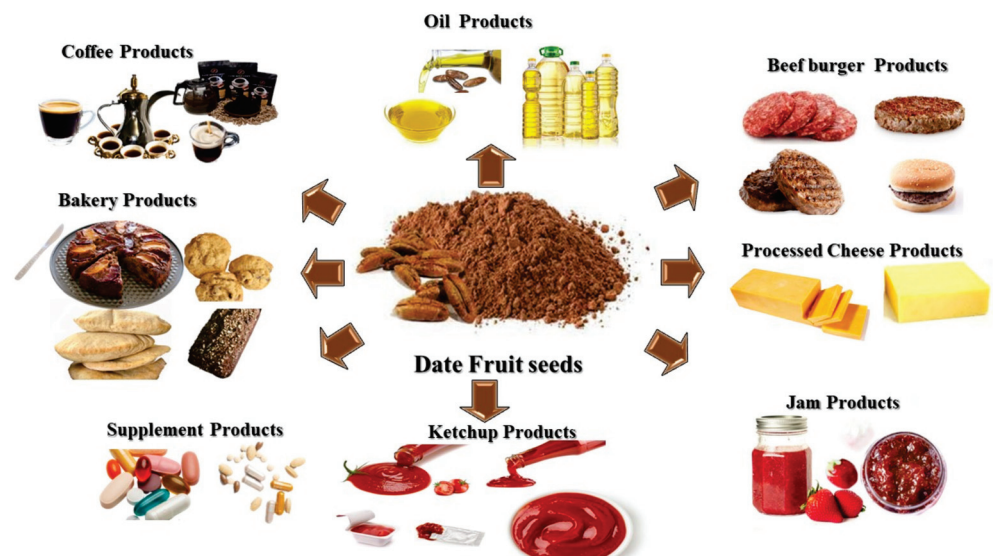 Oil Products
Coffee Products
Beef burger Products
Bakery Products
Processed Cheese Products
Date Fruit seeds
Jam Products
Supplement Products
Ketchup Products